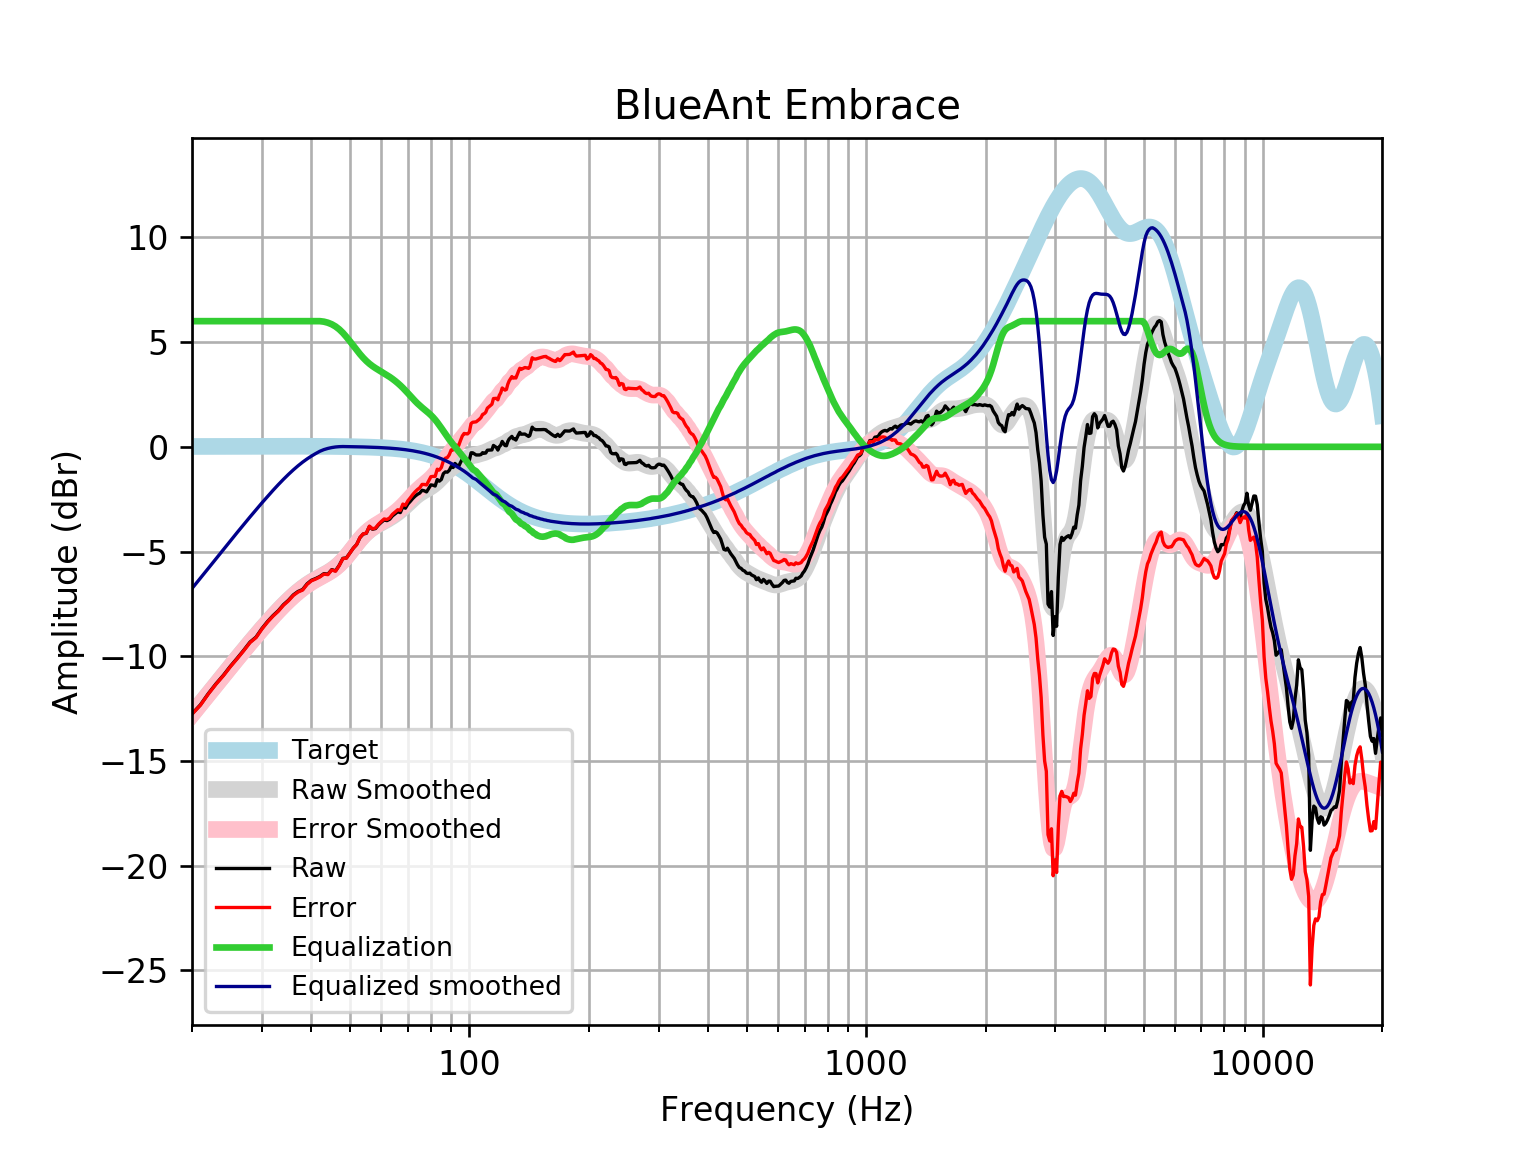 BlueAnt Embrace
Amplitude (dBr)
10
5
0
−5
−10
−15
−20
−25
Target
Raw Smoothed
Error Smoothed
Raw
Error
Equalization
Equalized smoothed
100
1000
10000
Frequency (Hz)